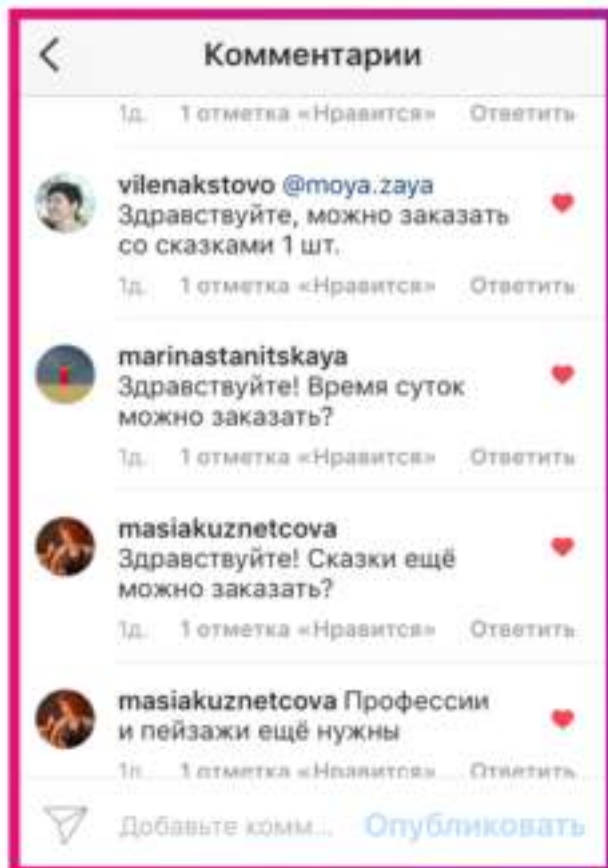 Комментарии
1д. 1 отметка «Нравится» Ответить
vilenakstovo @moya.zaya
Здравствуйте, можно заказать
со сказками 1 шт.
1д. 1 отметка «Нравится» Ответить
marinastanitskaya
Здравствуйте! Время суток
можно заказать?
1д. 1 отметка «Нравится» Ответить
masiakuznetcova
Здравствуйте! Сказки ещё
можно заказать?
1д. 1 отметка «Нравится» Ответить
masiakuznetcova Профессии
и пейзажи ещё нужны
1д. 1 отметка «Нравится» Ответить
Добавьте комм... Опубликовать